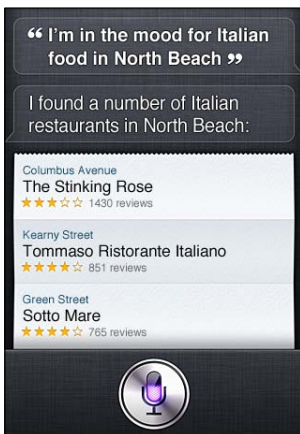 “ I’m in the mood for Italian
food in North Beach ”
I found a number of Italian
restaurants in North Beach:
Columbus Avenue
The Stinking Rose
1430 reviews
Kearny Street
Tommaso Ristorante Italiano
851 reviews
Green Street
Sotto Mare
765 reviews